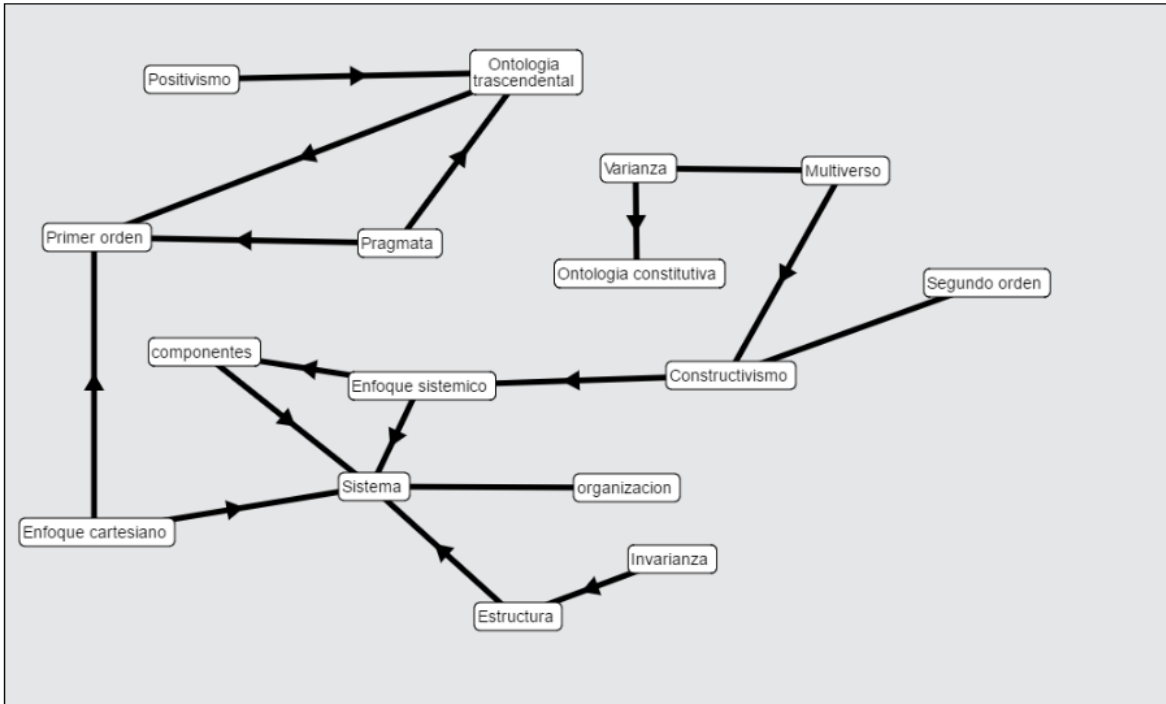 Ontologia
trascendental
Positivismo
Varianza
Multiverso
Primer orden
Pragmata
Ontologia constitutiva
Segundo orden
componentes
Enfoque sistemico
Constructivismo
Sistema
organizacion
Enfoque cartesiano
Invarianza
Estructura